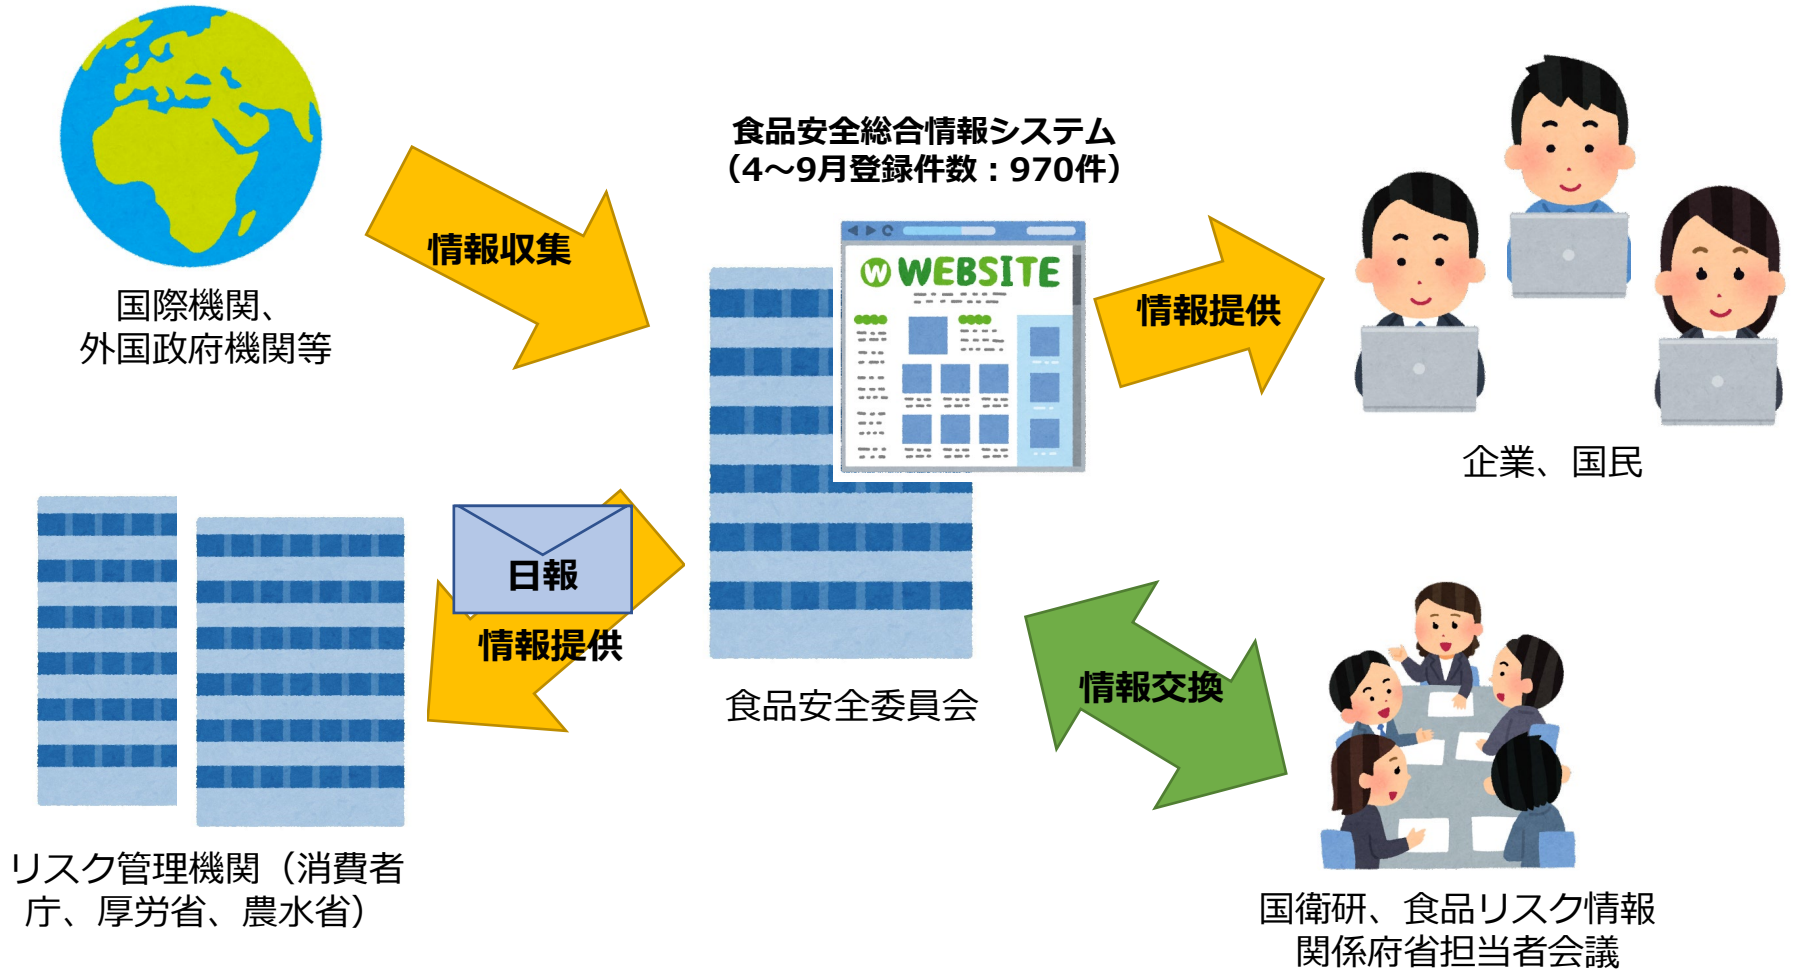 食品安全総合情報システム
（4～9月登録件数：970件）
情報収集
WEBSITE
情報提供
国際機関、
外国政府機関等
企業、国民
日報
情報提供
食品安全委員会
情報交換
リスク管理機関（消費者
庁、厚労省、農水省）
国衛研、食品リスク情報
関係府省担当者会議